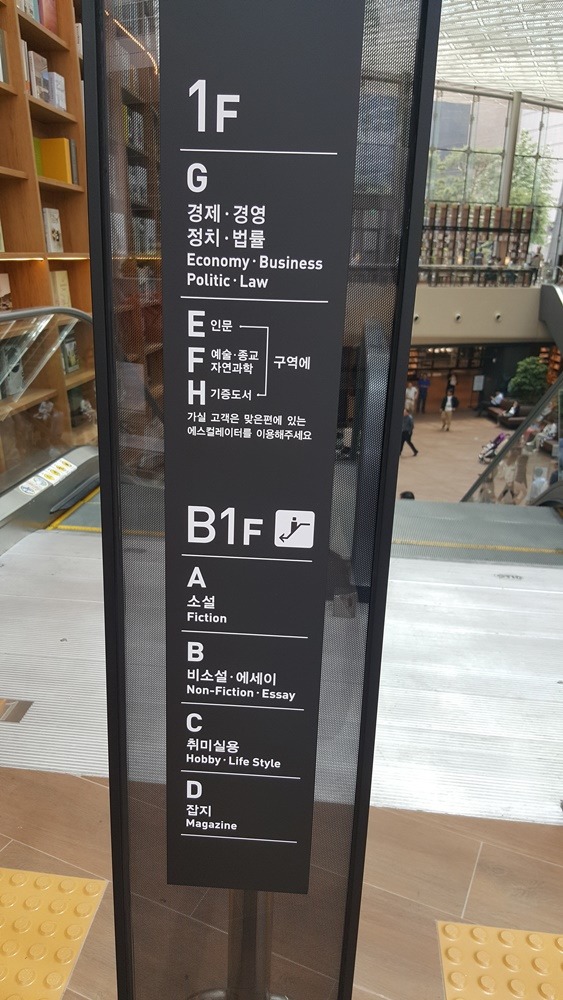 1F
G
경제·경영
정치·법률
Economy·Business
Politic·Law
E 인문
F 예술·종교
자연과학
구역에
H 기증도서
가실 고객은 맞은편에 있는
에스컬레이터를 이용해주세요
B1F
A
소설
Fiction
B
비소설·에세이
Non-Fiction·Essay
C
취미실용
Hobby·Life Style
D
잡지
Magazine